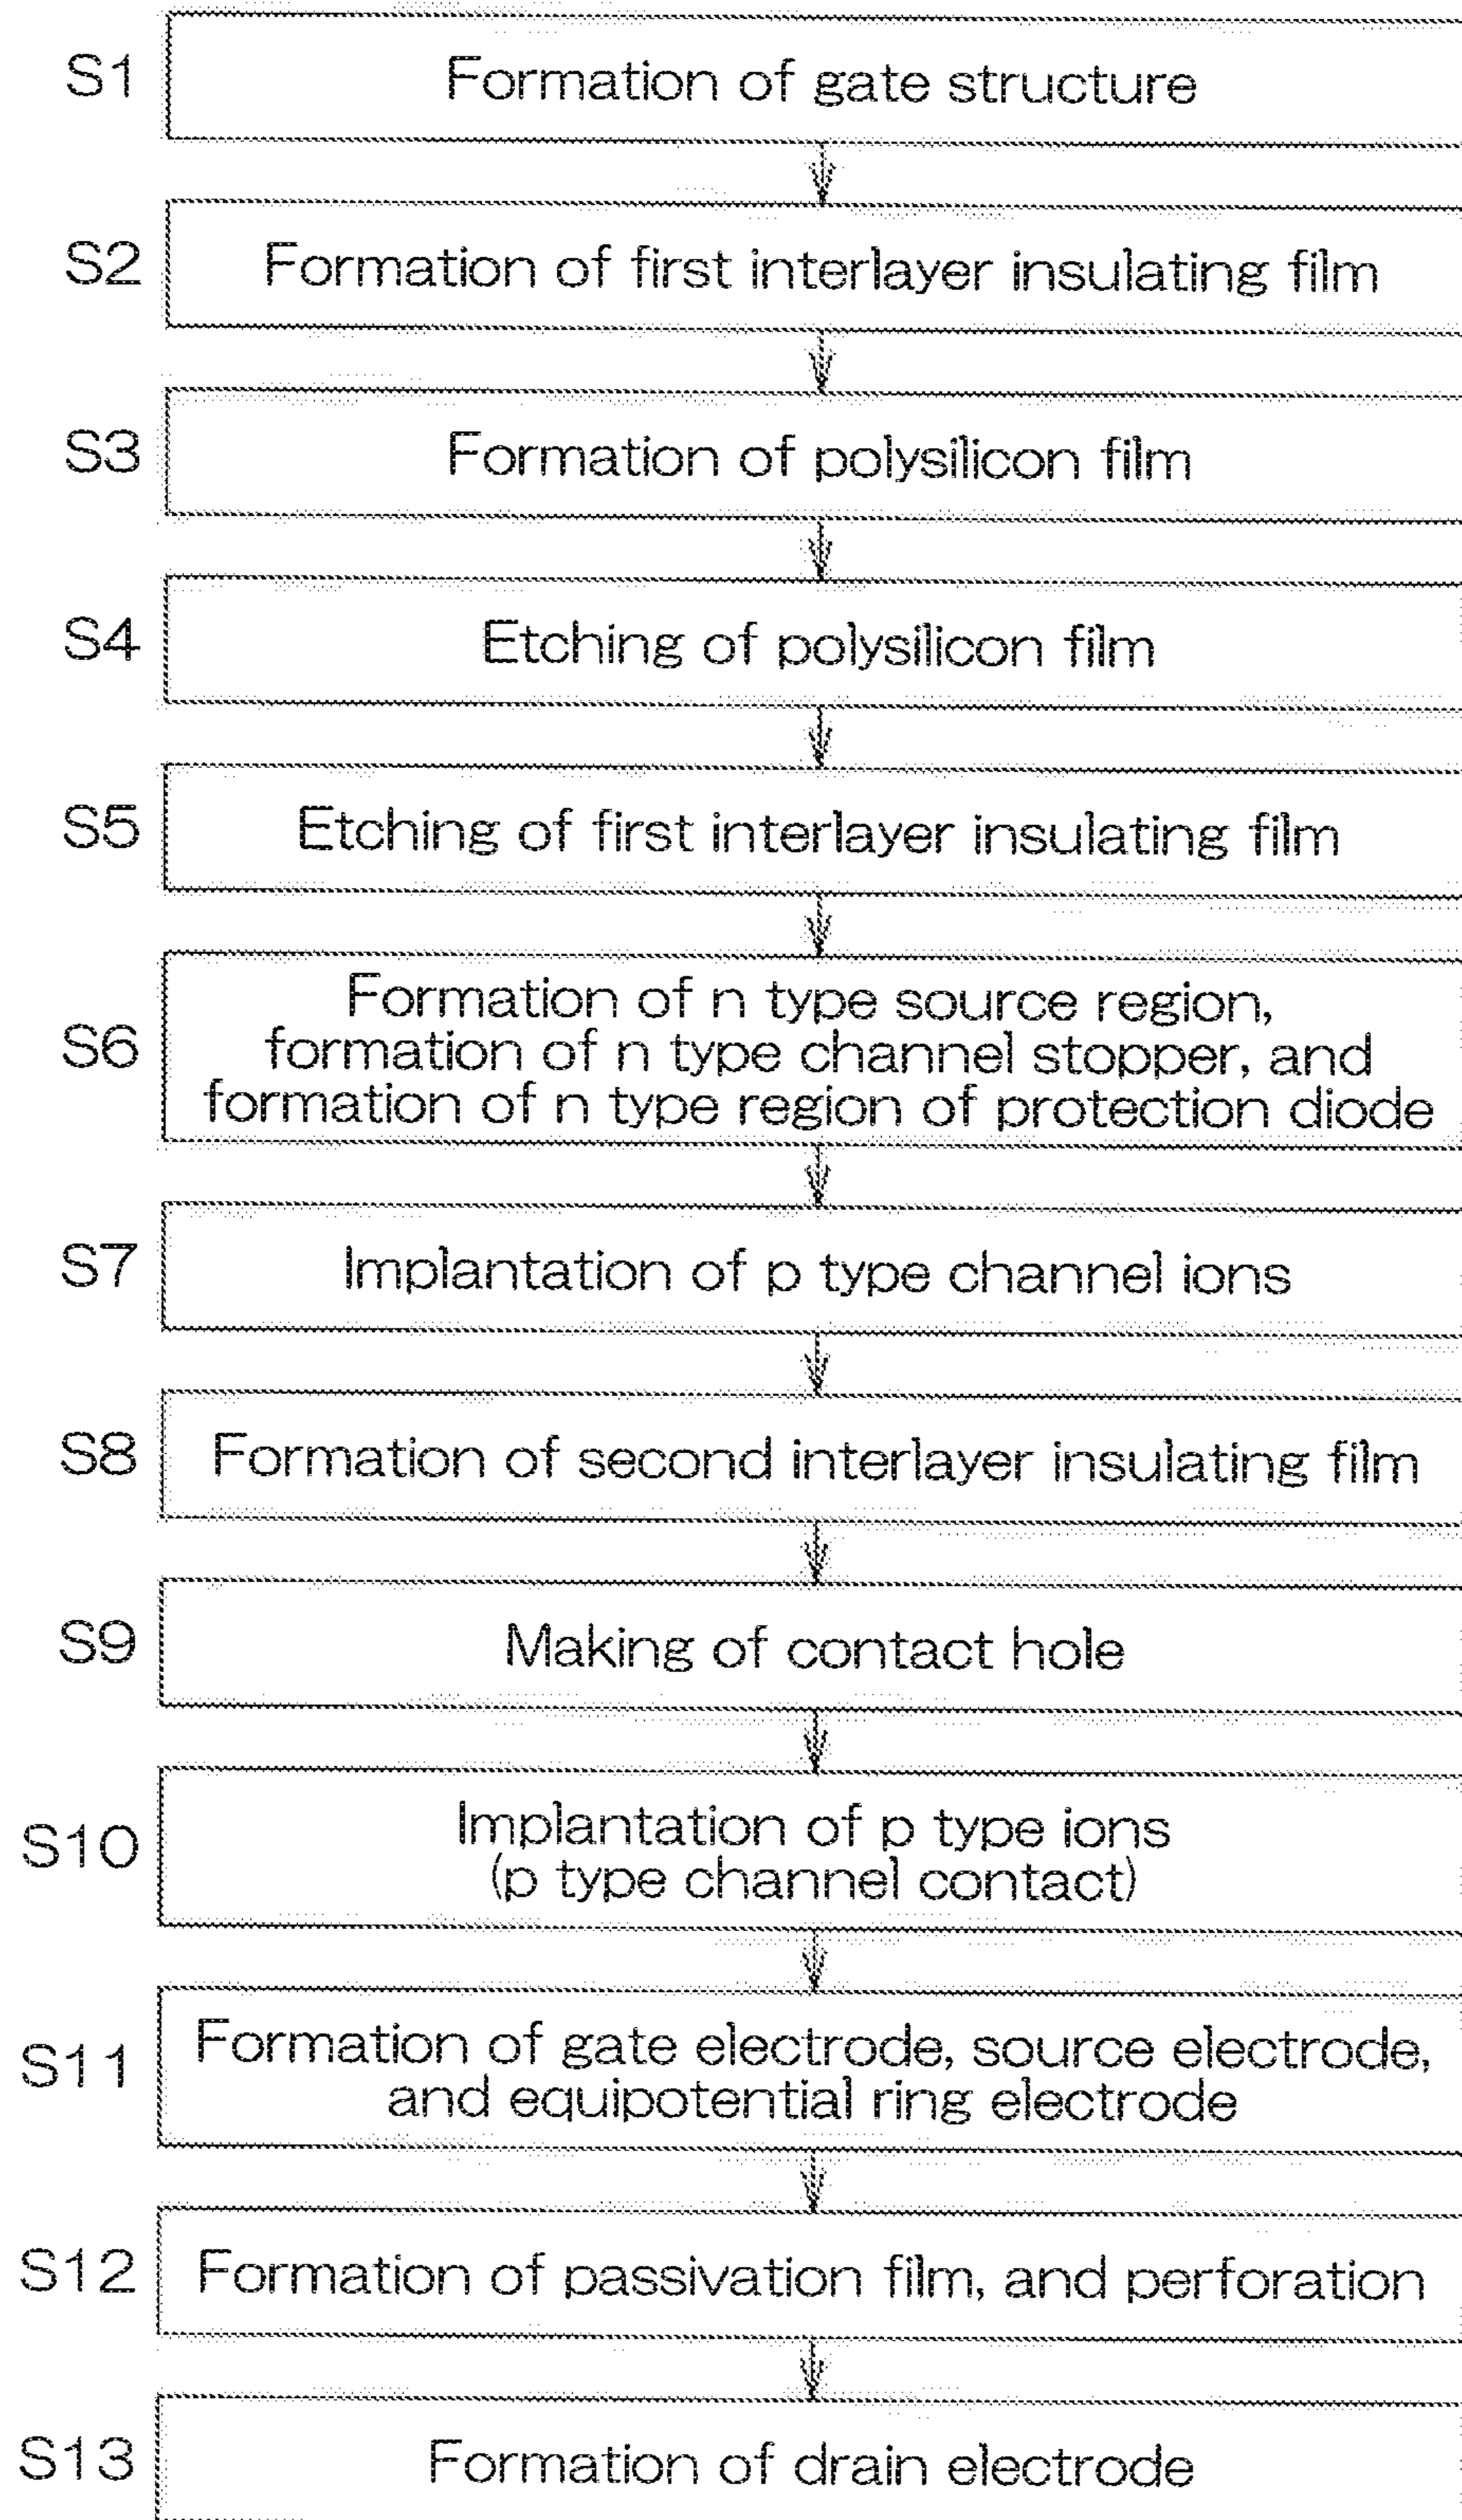 S1 Formation of gate structure
S2 Formation of first interlayer insulating film
S3 Formation of polysilicon film
S4 Etching of polysilicon film
S5 Etching of first interlayer insulating film
S6 Formation of n type source region,
formation of n type channel stopper, and
formation of n type region of protection diode
S7 Implantation of p type channel ions
S8 Formation of second interlayer insulating film
S9 Making of contact hole
S10 Implantation of p type ions
(p type channel contact)
S11 Formation of gate electrode, source electrode,
and equipotential ring electrode
S12 Formation of passivation film, and perforation
S13 Formation of drain electrode